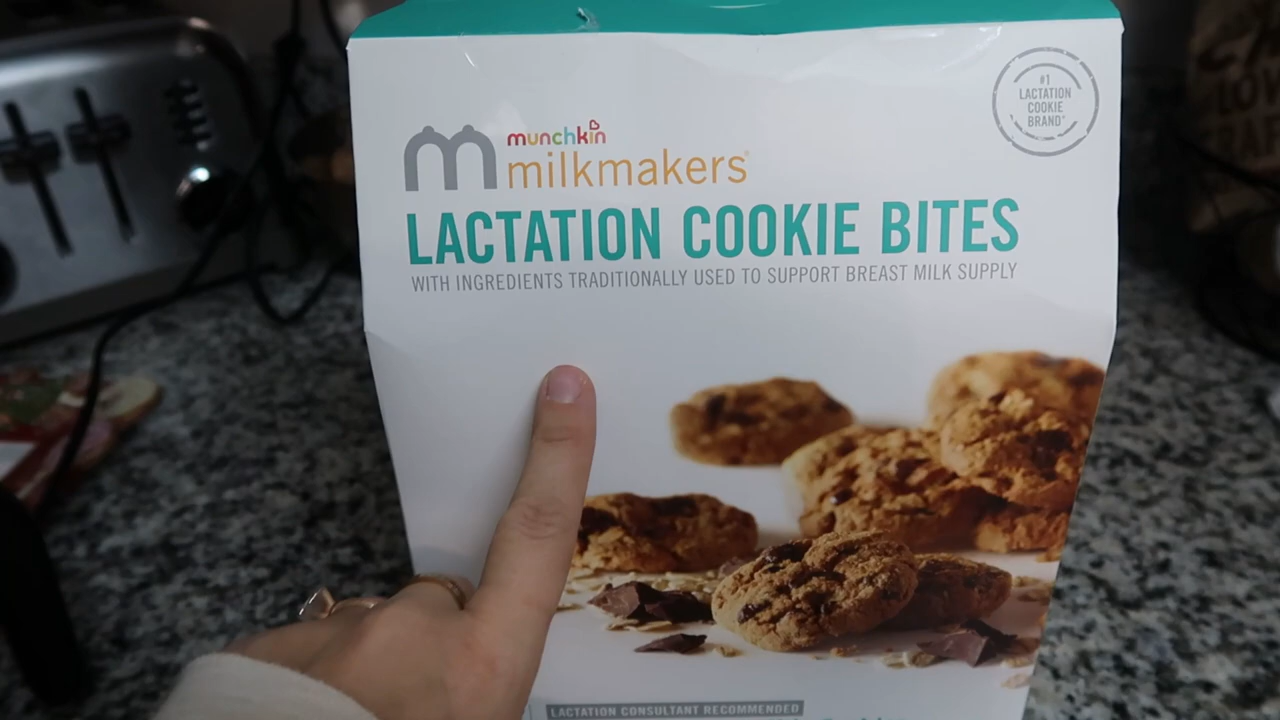 #1
LACTATION
COOKIE
BRAND*
munchkin
milkmakers
LACTATION COOKIE BITES
WITH INGREDIENTS TRADITIONALLY USED TO SUPPORT BREAST MILK SUPPLY
LACTATION CONSULTANT RECOMMENDED